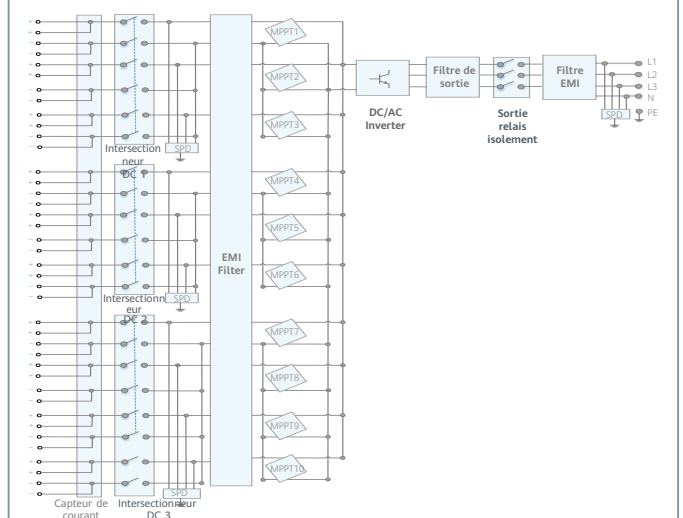 MPPT1
MPPT2
MPPT3
MPPT4
MPPT5
MPPT6
MPPT7
MPPT8
MPPT9
MPPT10
Intersection
neur
DC 1
SPD
Intersectionn
eur
DC 2
SPD
Intersectionneur
DC 3
SPD
Capteur de
courant
EMI
Filter
DC/AC
Inverter
Filtre de
sortie
Sortie
relais
isolement
Filtre
EMI
SPD
L1
L2
L3
N
PE